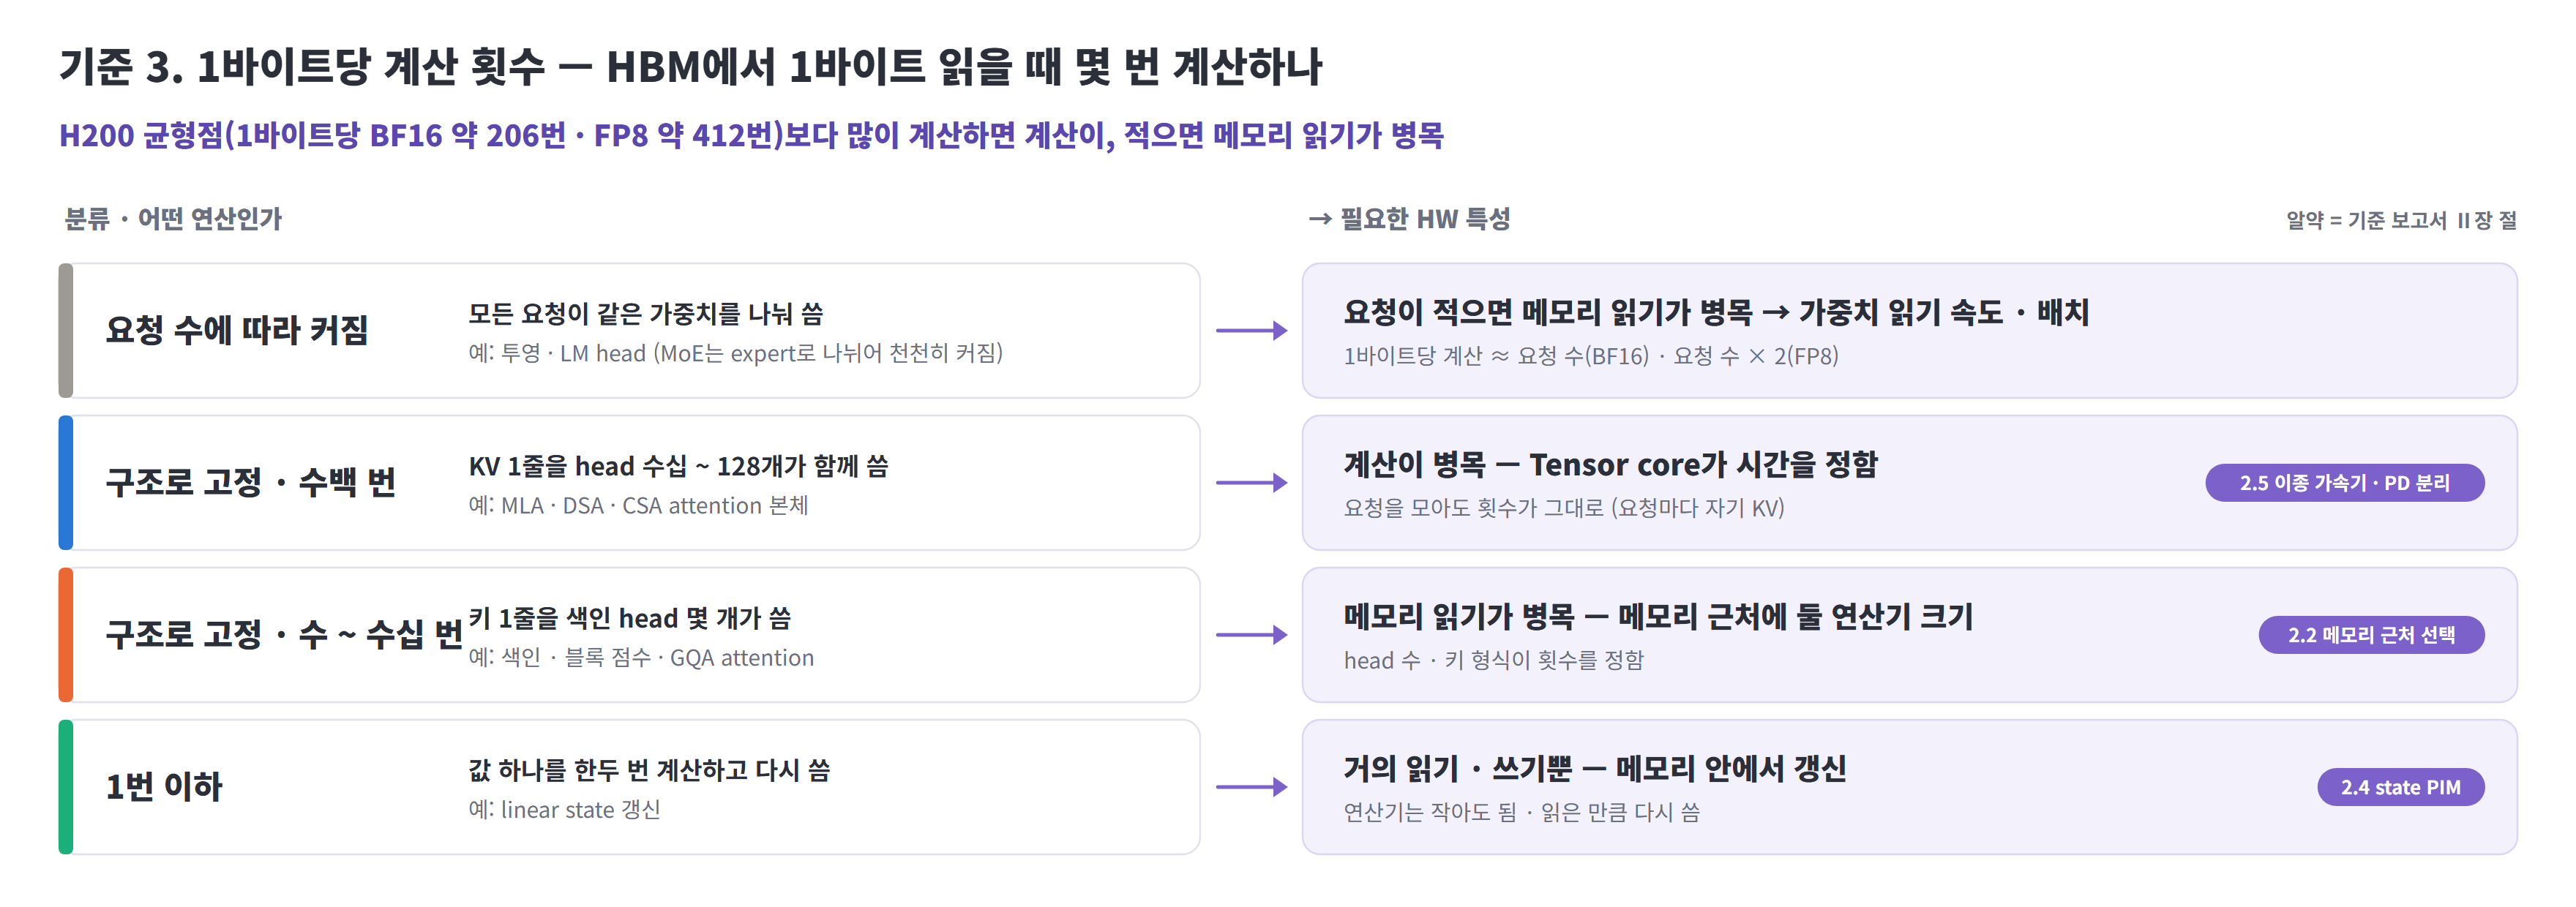 기준 3. 1바이트당 계산 횟수 — HBM에서 1바이트 읽을 때 몇 번 계산하나
H200 균형점(1바이트당 BF16 약 206번 · FP8 약 412번)보다 많이 계산하면 계산이, 적으면 메모리 읽기가 병목
분류 · 어떤 연산인가
→ 필요한 HW 특성
알약 = 기준 보고서 Ⅱ장 절
요청 수에 따라 커짐
모든 요청이 같은 가중치를 나눠 씀
예: 투영 · LM head (MoE는 expert로 나뉘어 천천히 커짐)
요청이 적으면 메모리 읽기가 병목 → 가중치 읽기 속도 · 배치
1바이트당 계산 ≈ 요청 수(BF16) · 요청 수 × 2(FP8)
구조로 고정 · 수백 번
KV 1줄을 head 수십 ~ 128개가 함께 씀
예: MLA · DSA · CSA attention 본체
계산이 병목 — Tensor core가 시간을 정함
요청을 모아도 횟수가 그대로 (요청마다 자기 KV)
2.5 이종 가속기 · PD 분리
구조로 고정 · 수 ~ 수십 번
키 1줄을 색인 head 몇 개가 씀
예: 색인 · 블록 점수 · GQA attention
메모리 읽기가 병목 — 메모리 근처에 둘 연산기 크기
head 수 · 키 형식이 횟수를 정함
2.2 메모리 근처 선택
1번 이하
값 하나를 한두 번 계산하고 다시 씀
예: linear state 갱신
거의 읽기 · 쓰기뿐 — 메모리 안에서 갱신
연산기는 작아도 됨 · 읽은 만큼 다시 씀
2.4 state PIM